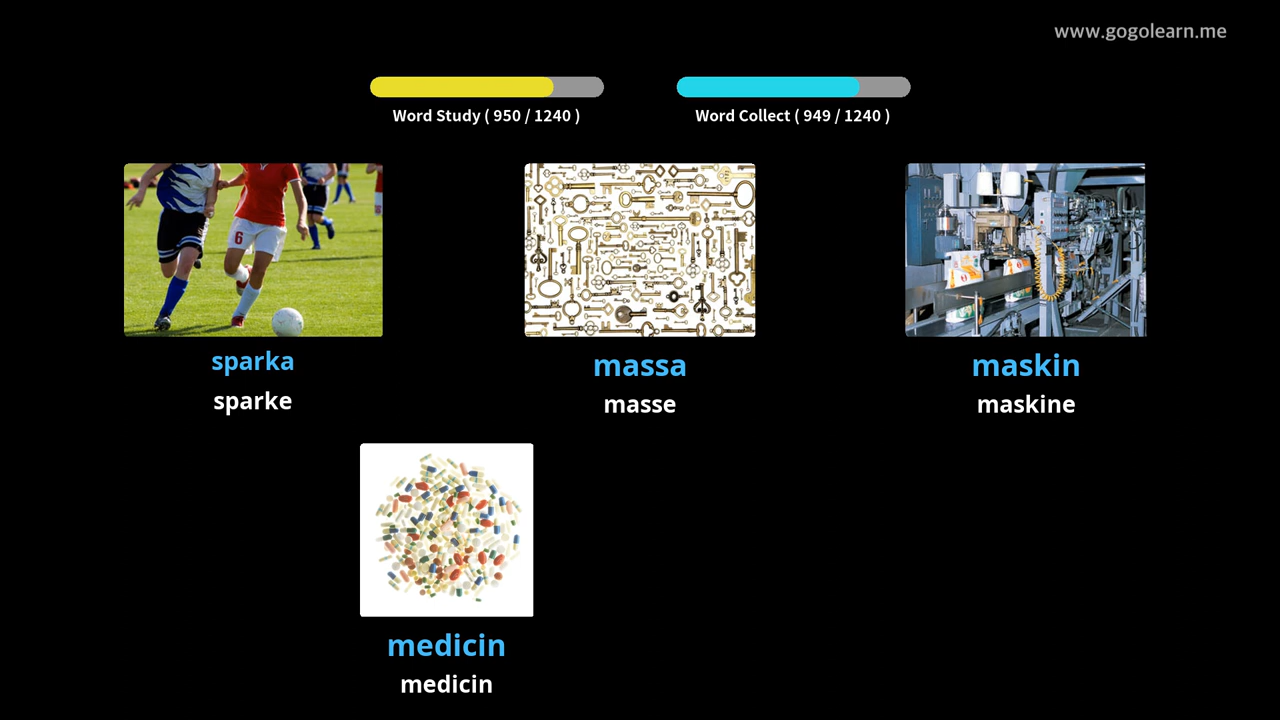 www.gogolearn.me
Word Study ( 950 / 1240 )
Word Collect ( 949 / 1240 )
6
sparka
sparke
massa
masse
maskin
maskine
medicin
medicin